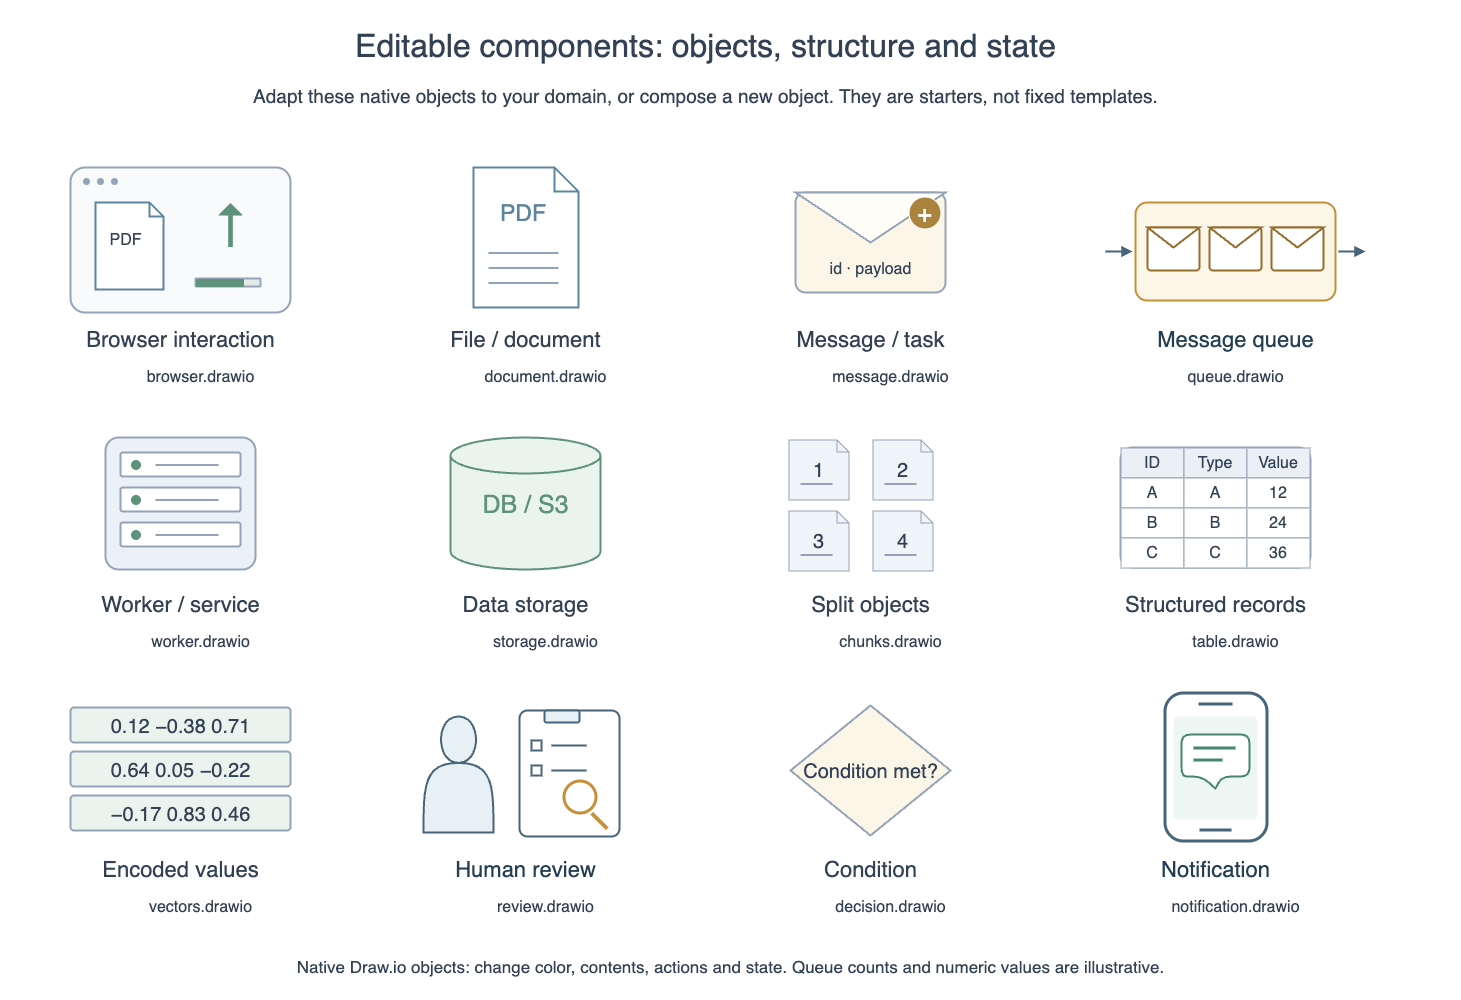 Editable components: objects, structure and state
Adapt these native objects to your domain, or compose a new object. They are starters, not fixed templates.
PDF
Browser interaction
browser.drawio
PDF
File / document
document.drawio
+
id · payload
Message / task
message.drawio
Message queue
queue.drawio
Worker / service
worker.drawio
DB / S3
Data storage
storage.drawio
1 2
3 4
Split objects
chunks.drawio
ID Type Value
A A 12
B B 24
C C 36
Structured records
table.drawio
0.12 −0.38 0.71
0.64 0.05 −0.22
−0.17 0.83 0.46
Encoded values
vectors.drawio
Human review
review.drawio
Condition met?
Condition
decision.drawio
Notification
notification.drawio
Native Draw.io objects: change color, contents, actions and state. Queue counts and numeric values are illustrative.